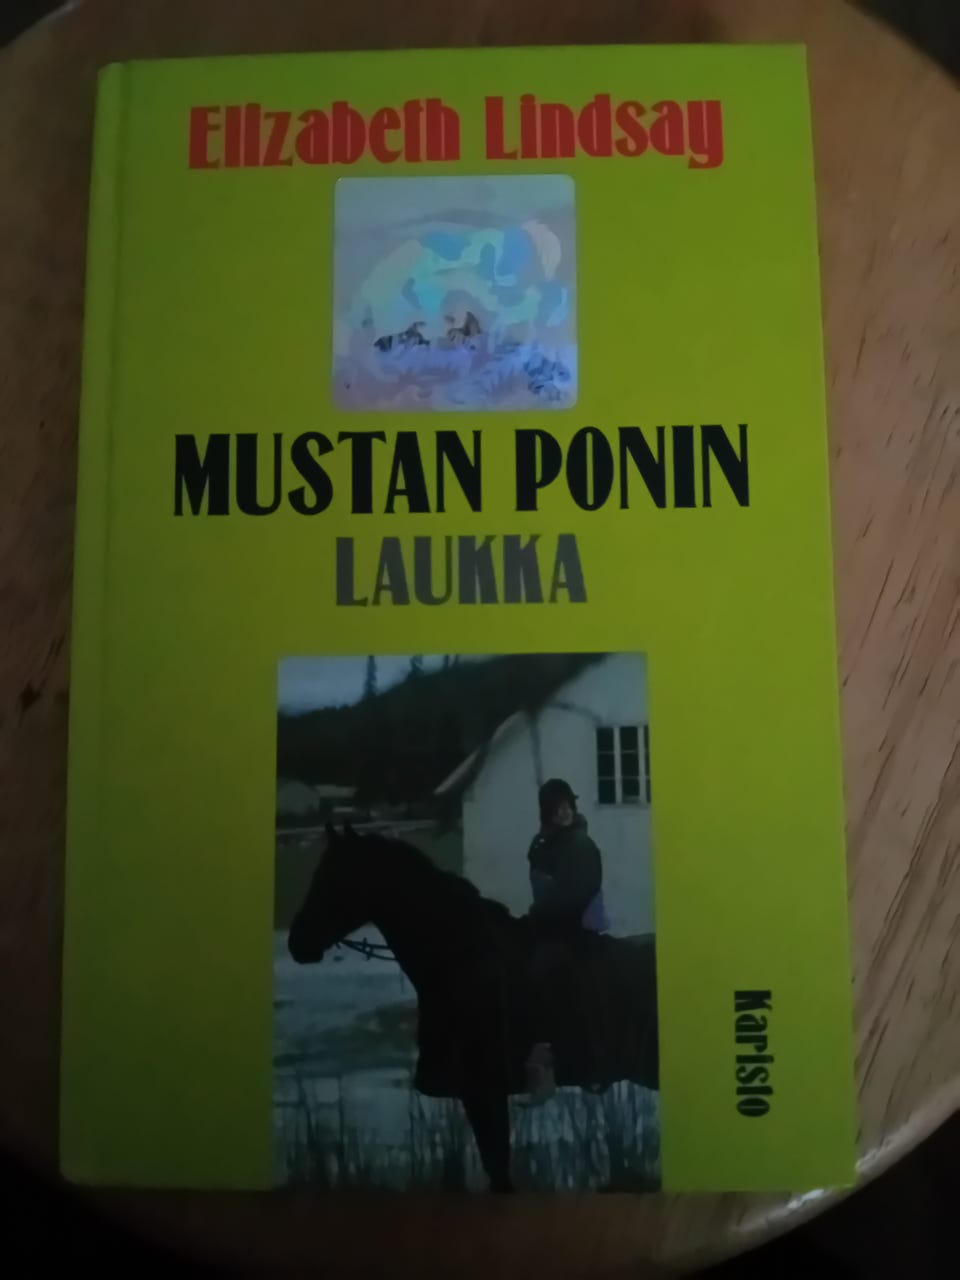 Elizabeth Lindsay
MUSTAN PONIN
LAUKKA
Karisto